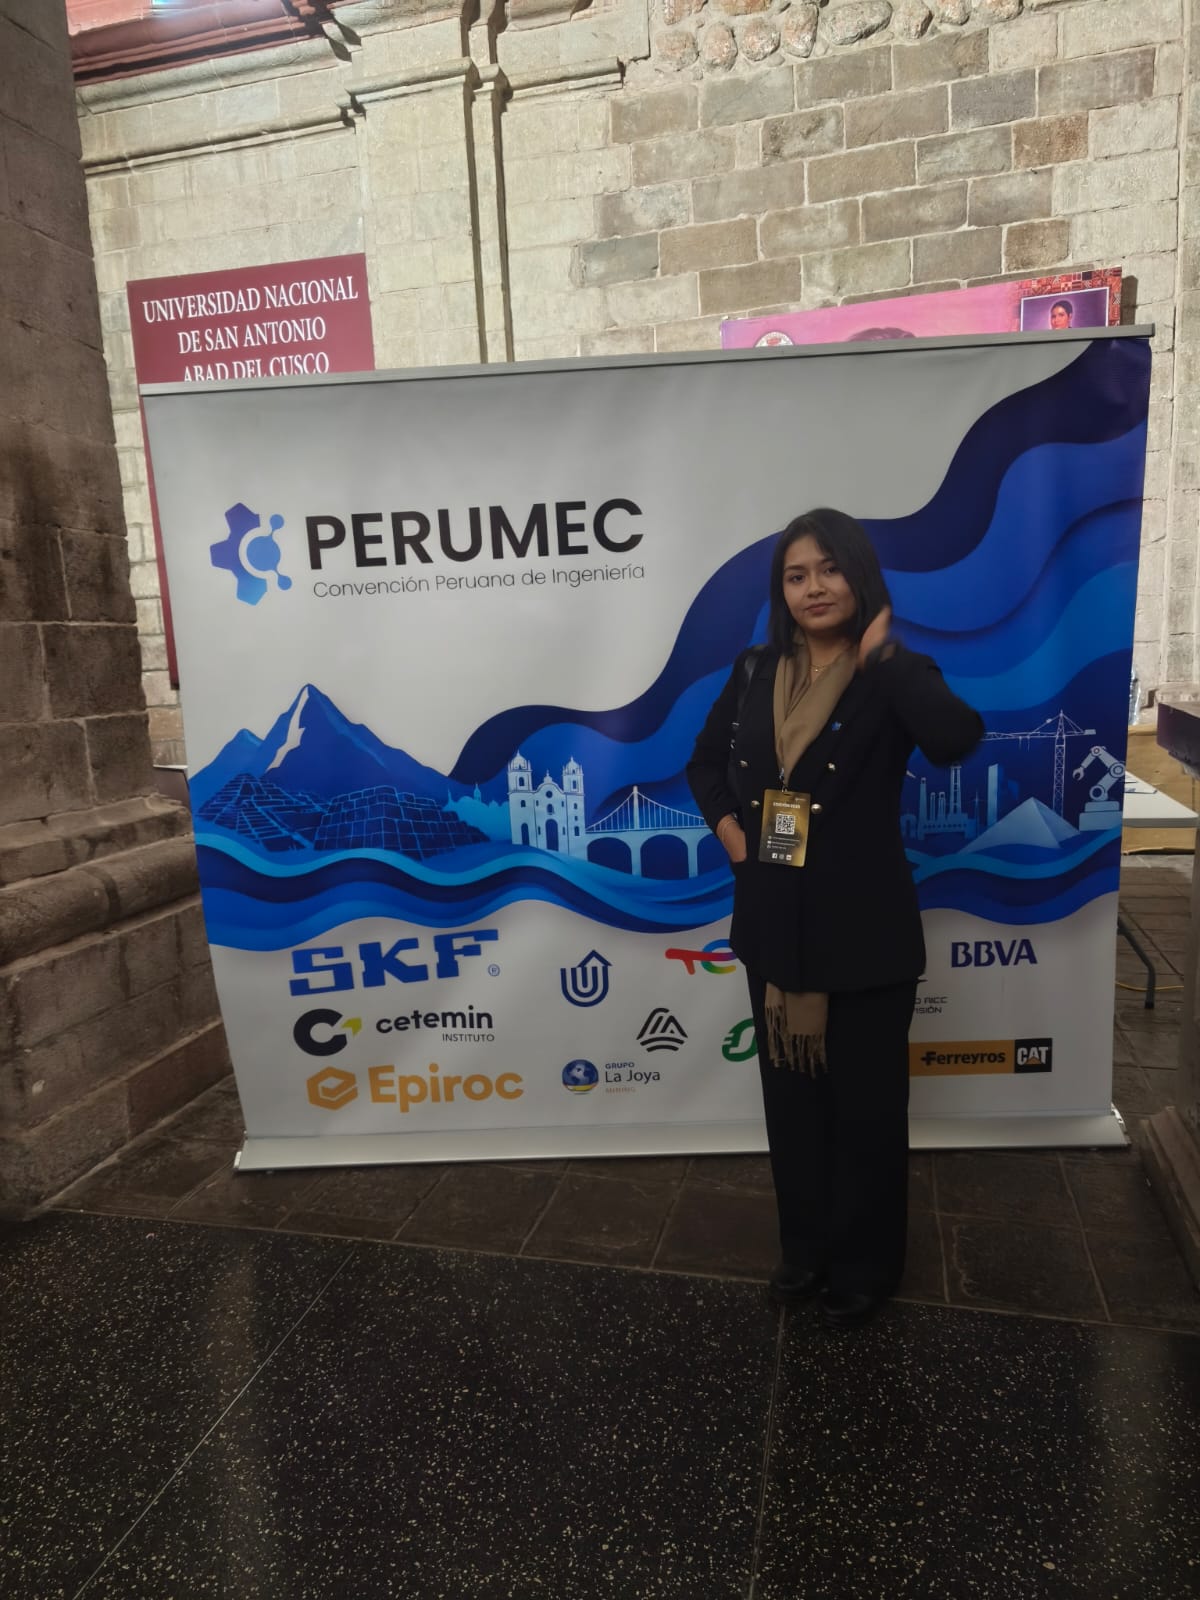 UNIVERSIDAD NACIONAL
DE SAN ANTONIO
ABAD DEL CUSCO
PERUMEC
Convención Peruana de Ingeniería
SKF®
BBVA
cetemin
INSTITUTO
Epiroc
GRUPO
La Joya
MINING
Ferreyros CAT